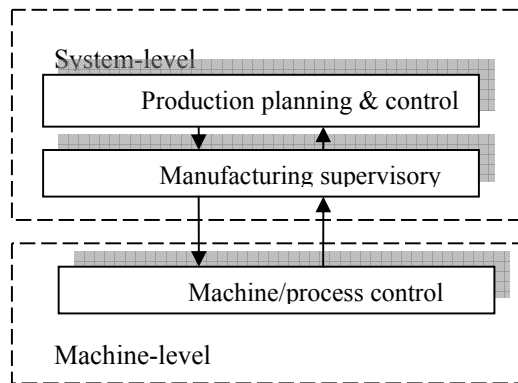 System-level
Production planning & control
Manufacturing supervisory
Machine/process control
Machine-level